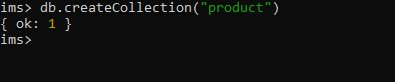 ims> db.createCollection("product")
{ ok: 1 }
ims>